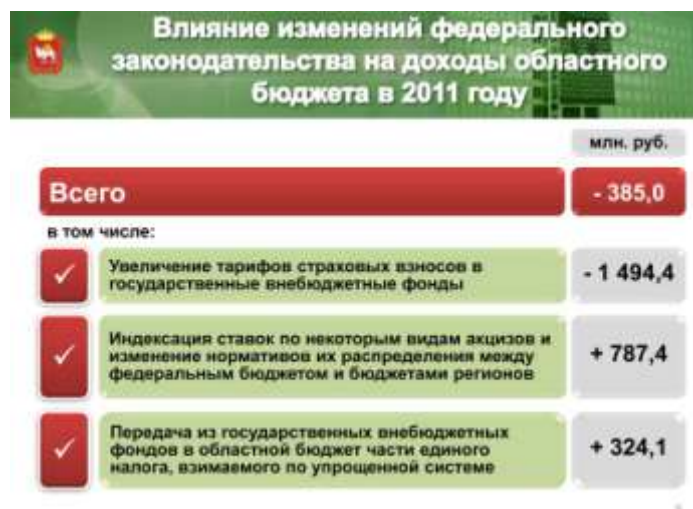 Влияние изменений федерального
законодательства на доходы областного
бюджета в 2011 году
млн. руб.
Всего
- 385,0
в том числе:
Увеличение тарифов страховых взносов в
государственные внебюджетные фонды
- 1 494,4
Индексация ставок по некоторым видам акцизов и
изменение нормативов их распределения между
федеральным бюджетом и бюджетами регионов
+ 787,4
Передача из государственных внебюджетных
фондов в областной бюджет части единого
налога, взимаемого по упрощенной системе
+ 324,1